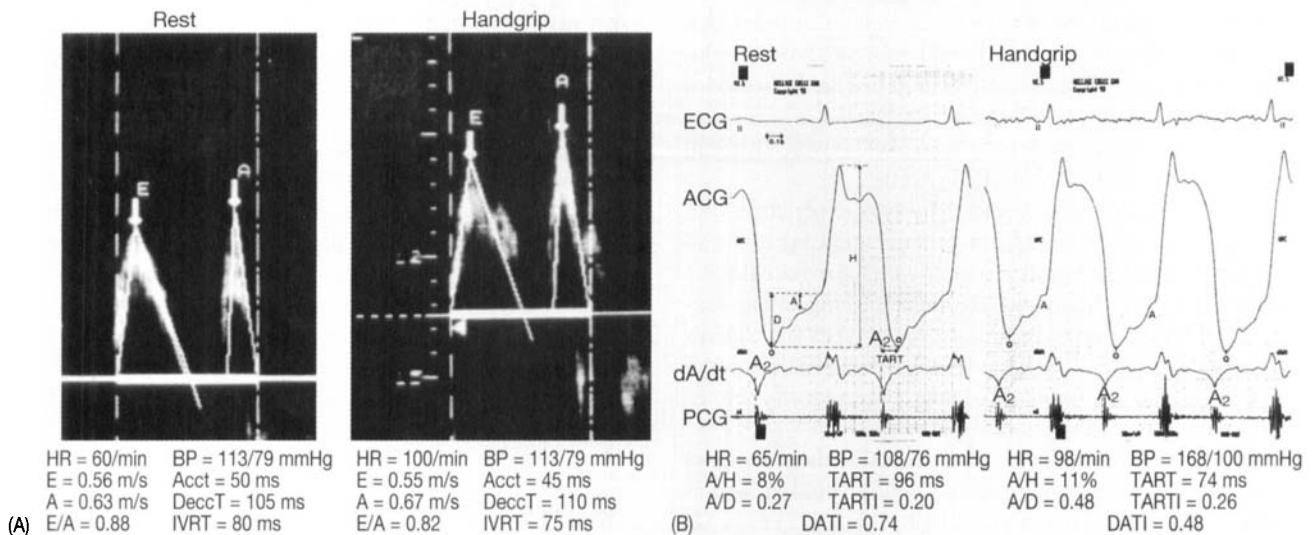 Rest
Handgrip
E
A
E
A
HR = 60/min BP = 113/79 mmHg
E = 0.56 m/s Acct = 50 ms
A = 0.63 m/s DeccT = 105 ms
E/A = 0.88 IVRT = 80 ms
HR = 100/min BP = 113/79 mmHg
E = 0.55 m/s Acct = 45 ms
A = 0.67 m/s DeccT = 110 ms
E/A = 0.82 IVRT = 75 ms
(A)
Rest
Handgrip
ECG
II
II
II
0.1s
ACG
H
A
D
A
A
A₂
TART
A₂
dA/dt
A₂
A₂
A₂
PCG
HR = 65/min BP = 108/76 mmHg
A/H = 8% TART = 96 ms
A/D = 0.27 TARTI = 0.20
DATI = 0.74
HR = 98/min BP = 168/100 mmHg
A/H = 11% TART = 74 ms
A/D = 0.48 TARTI = 0.26
DATI = 0.48
(B)